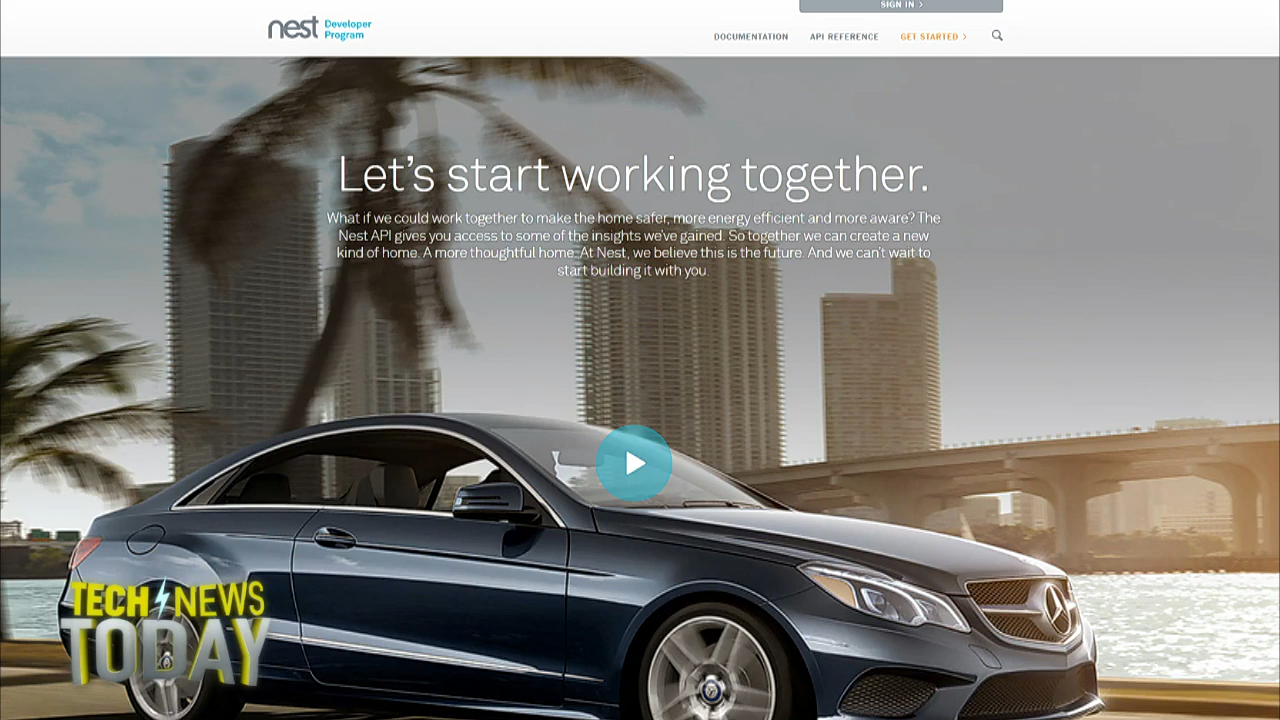 SIGN IN >
nest Developer Program
DOCUMENTATION API REFERENCE GET STARTED >
Let's start working together.
What if we could work together to make the home safer, more energy efficient and more aware? The
Nest API gives you access to some of the insights we've gained. So together we can create a new
kind of home. A more thoughtful home. At Nest, we believe this is the future. And we can't wait to
start building it with you.
TECH NEWS
TODAY